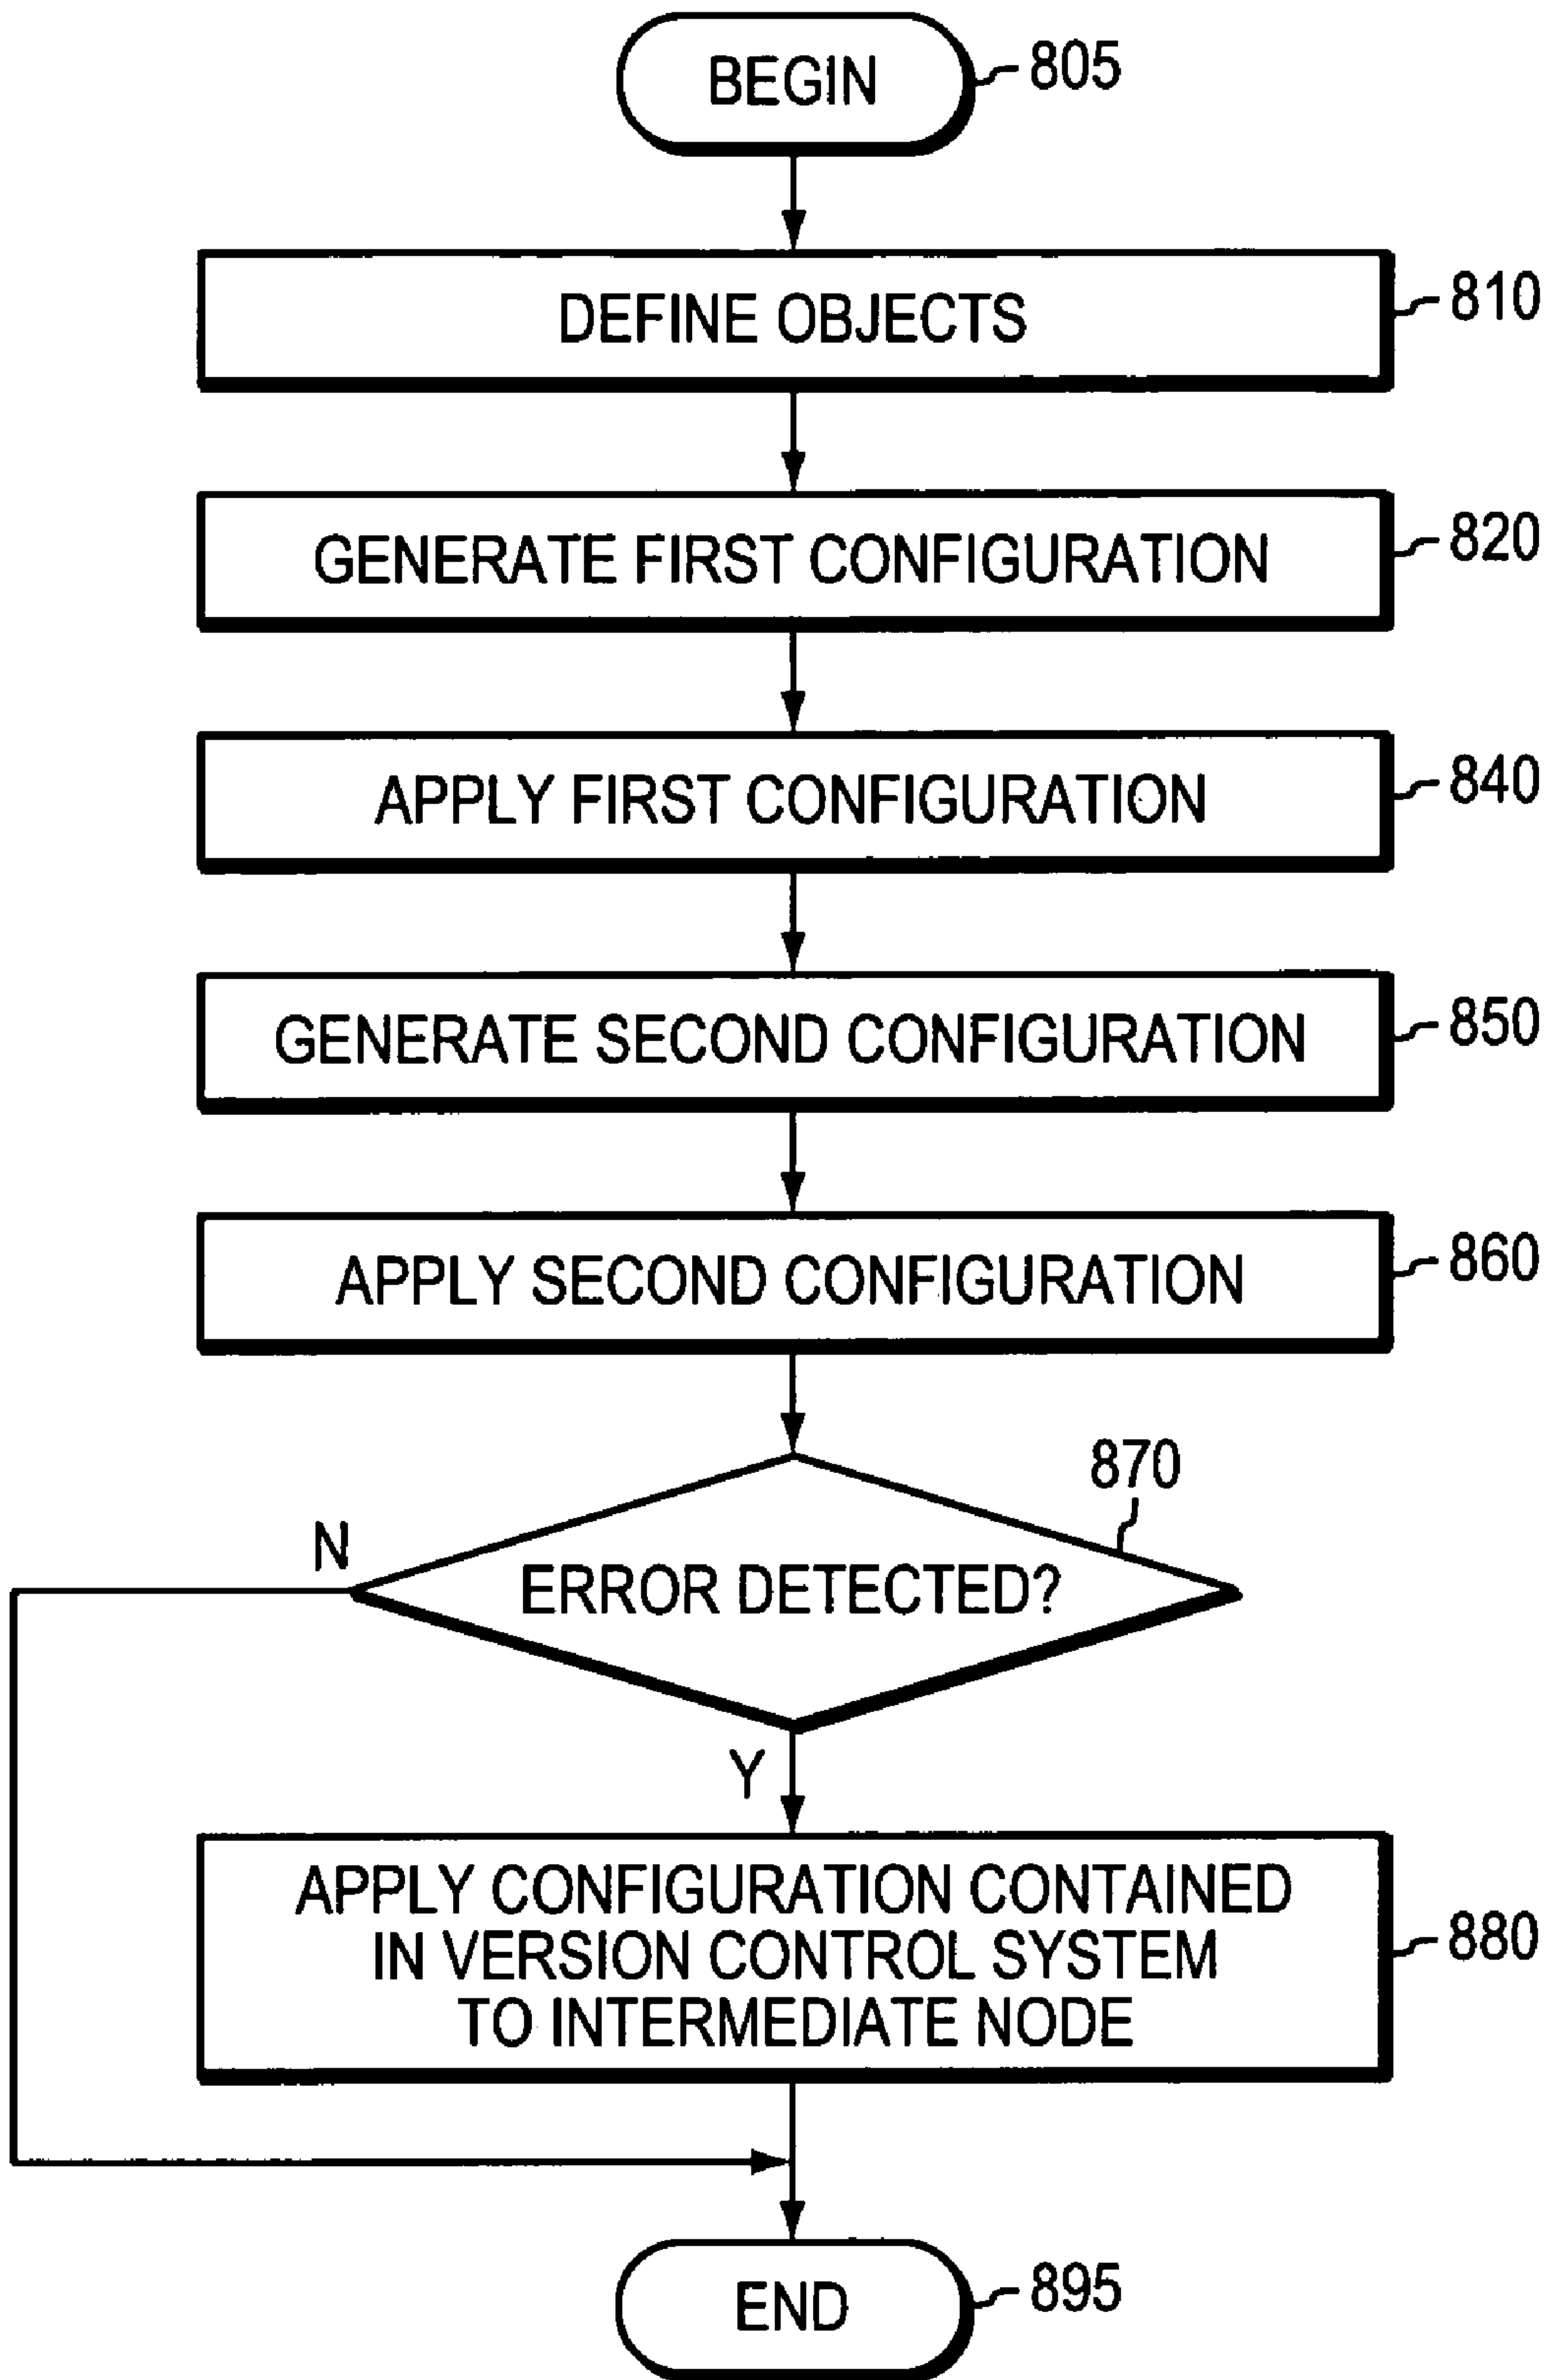 BEGIN
805
DEFINE OBJECTS
810
GENERATE FIRST CONFIGURATION
820
APPLY FIRST CONFIGURATION
840
GENERATE SECOND CONFIGURATION
850
APPLY SECOND CONFIGURATION
860
870
N
ERROR DETECTED?
Y
APPLY CONFIGURATION CONTAINED
IN VERSION CONTROL SYSTEM
TO INTERMEDIATE NODE
880
END
895